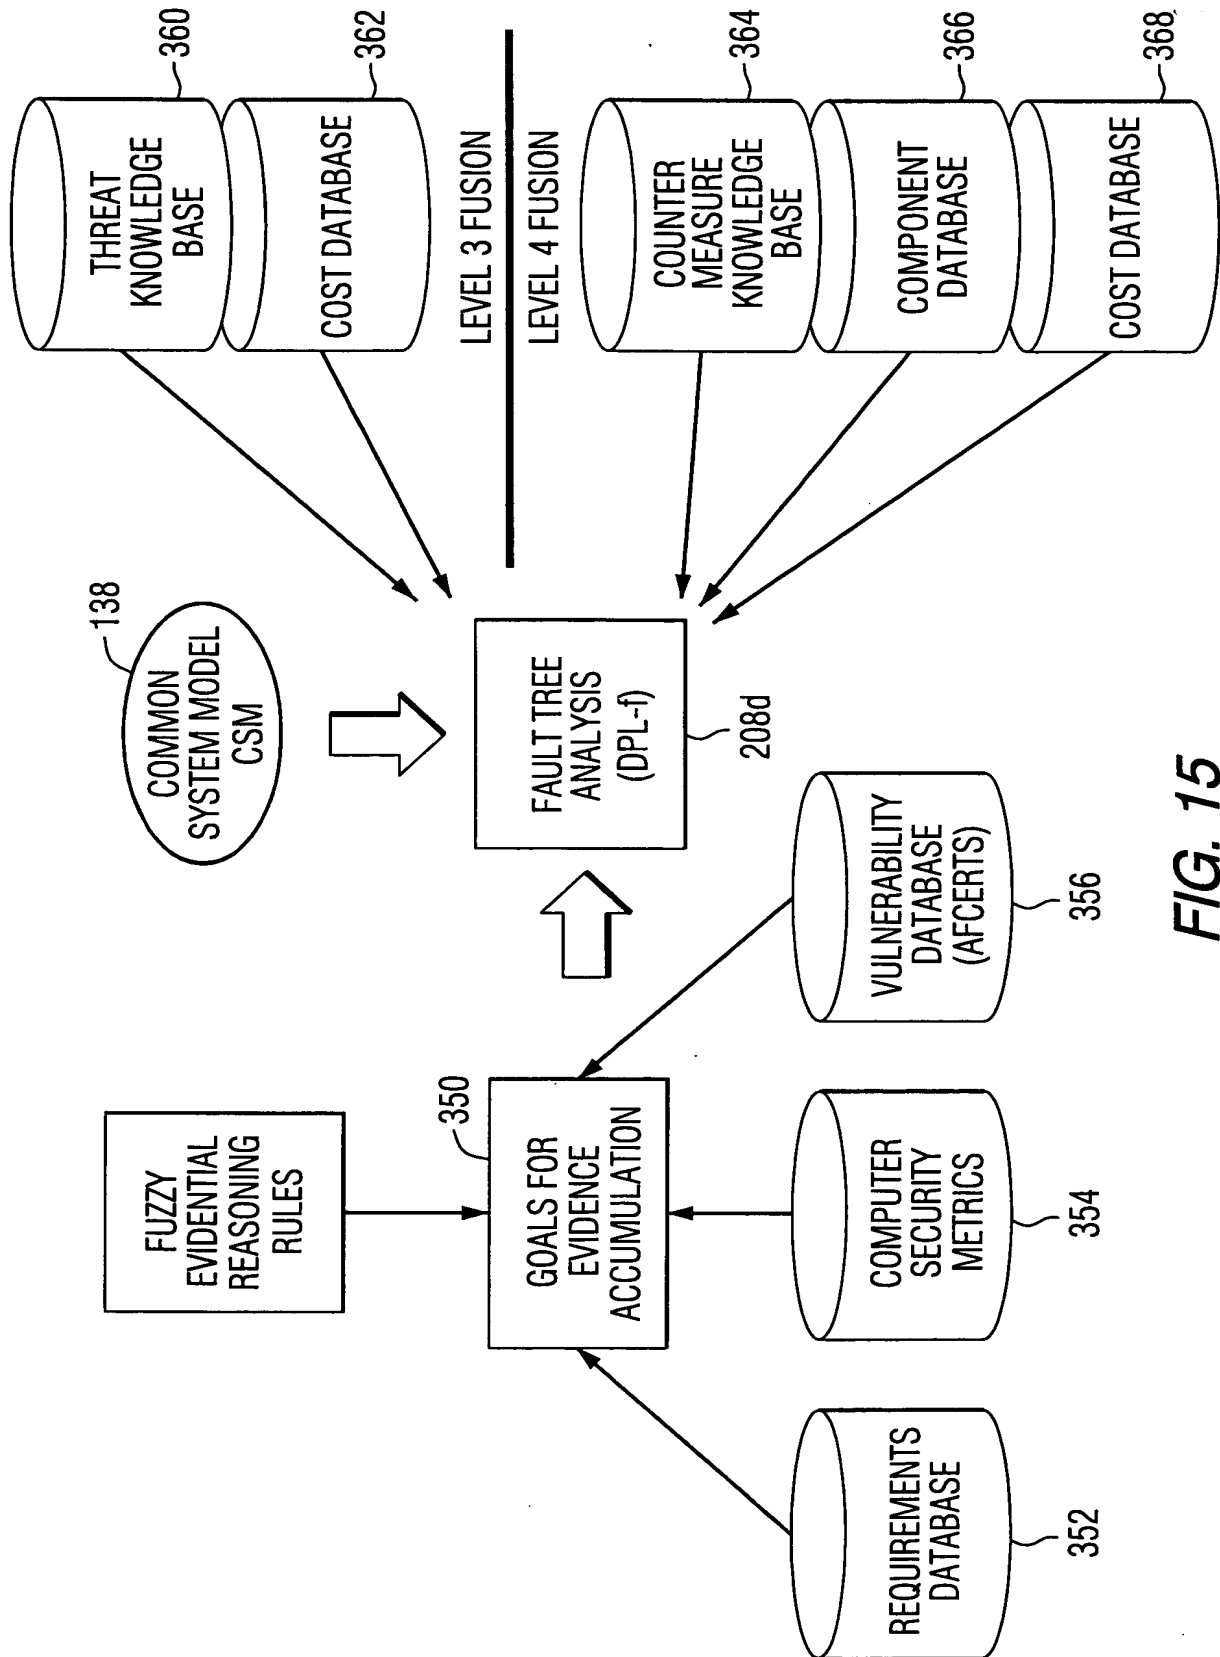 FUZZY
EVIDENTIAL
REASONING
RULES
350
GOALS FOR
EVIDENCE
ACCUMULATION
REQUIREMENTS
DATABASE
352
COMPUTER
SECURITY
METRICS
354
VULNERABILITY
DATABASE
(AFCERTS)
356
138
COMMON
SYSTEM MODEL
CSM
FAULT TREE
ANALYSIS
(DPL-f)
208d
THREAT
KNOWLEDGE
BASE
360
COST DATABASE
362
LEVEL 3 FUSION
LEVEL 4 FUSION
COUNTER
MEASURE
KNOWLEDGE
BASE
364
COMPONENT
DATABASE
366
COST DATABASE
368
FIG. 15